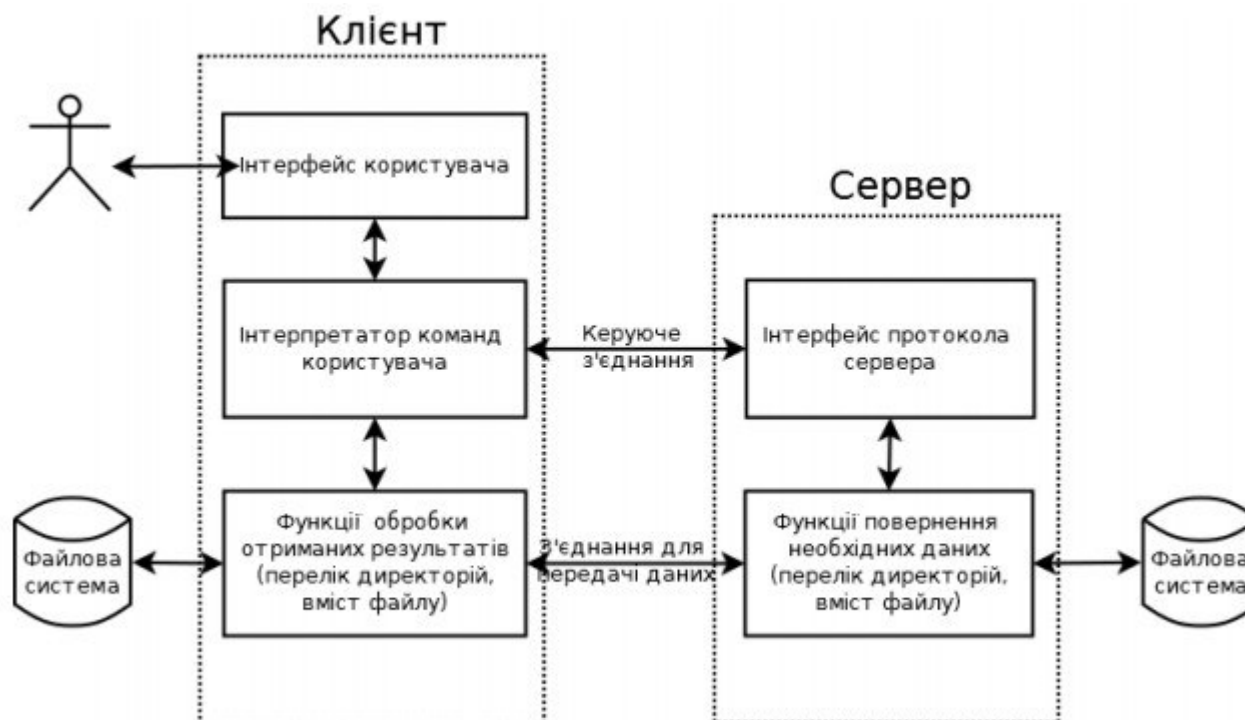 Клієнт
Інтерфейс користувача
Сервер
Інтерпретатор команд
користувача
Керуюче
з'єднання
Інтерфейс протокола
сервера
Файлова
система
Функції обробки
отриманих результатів
(перелік директорій,
вміст файлу)
З'єднання для
передачі даних
Функції повернення
необхідних даних
(перелік директорій,
вміст файлу)
Файлова
система